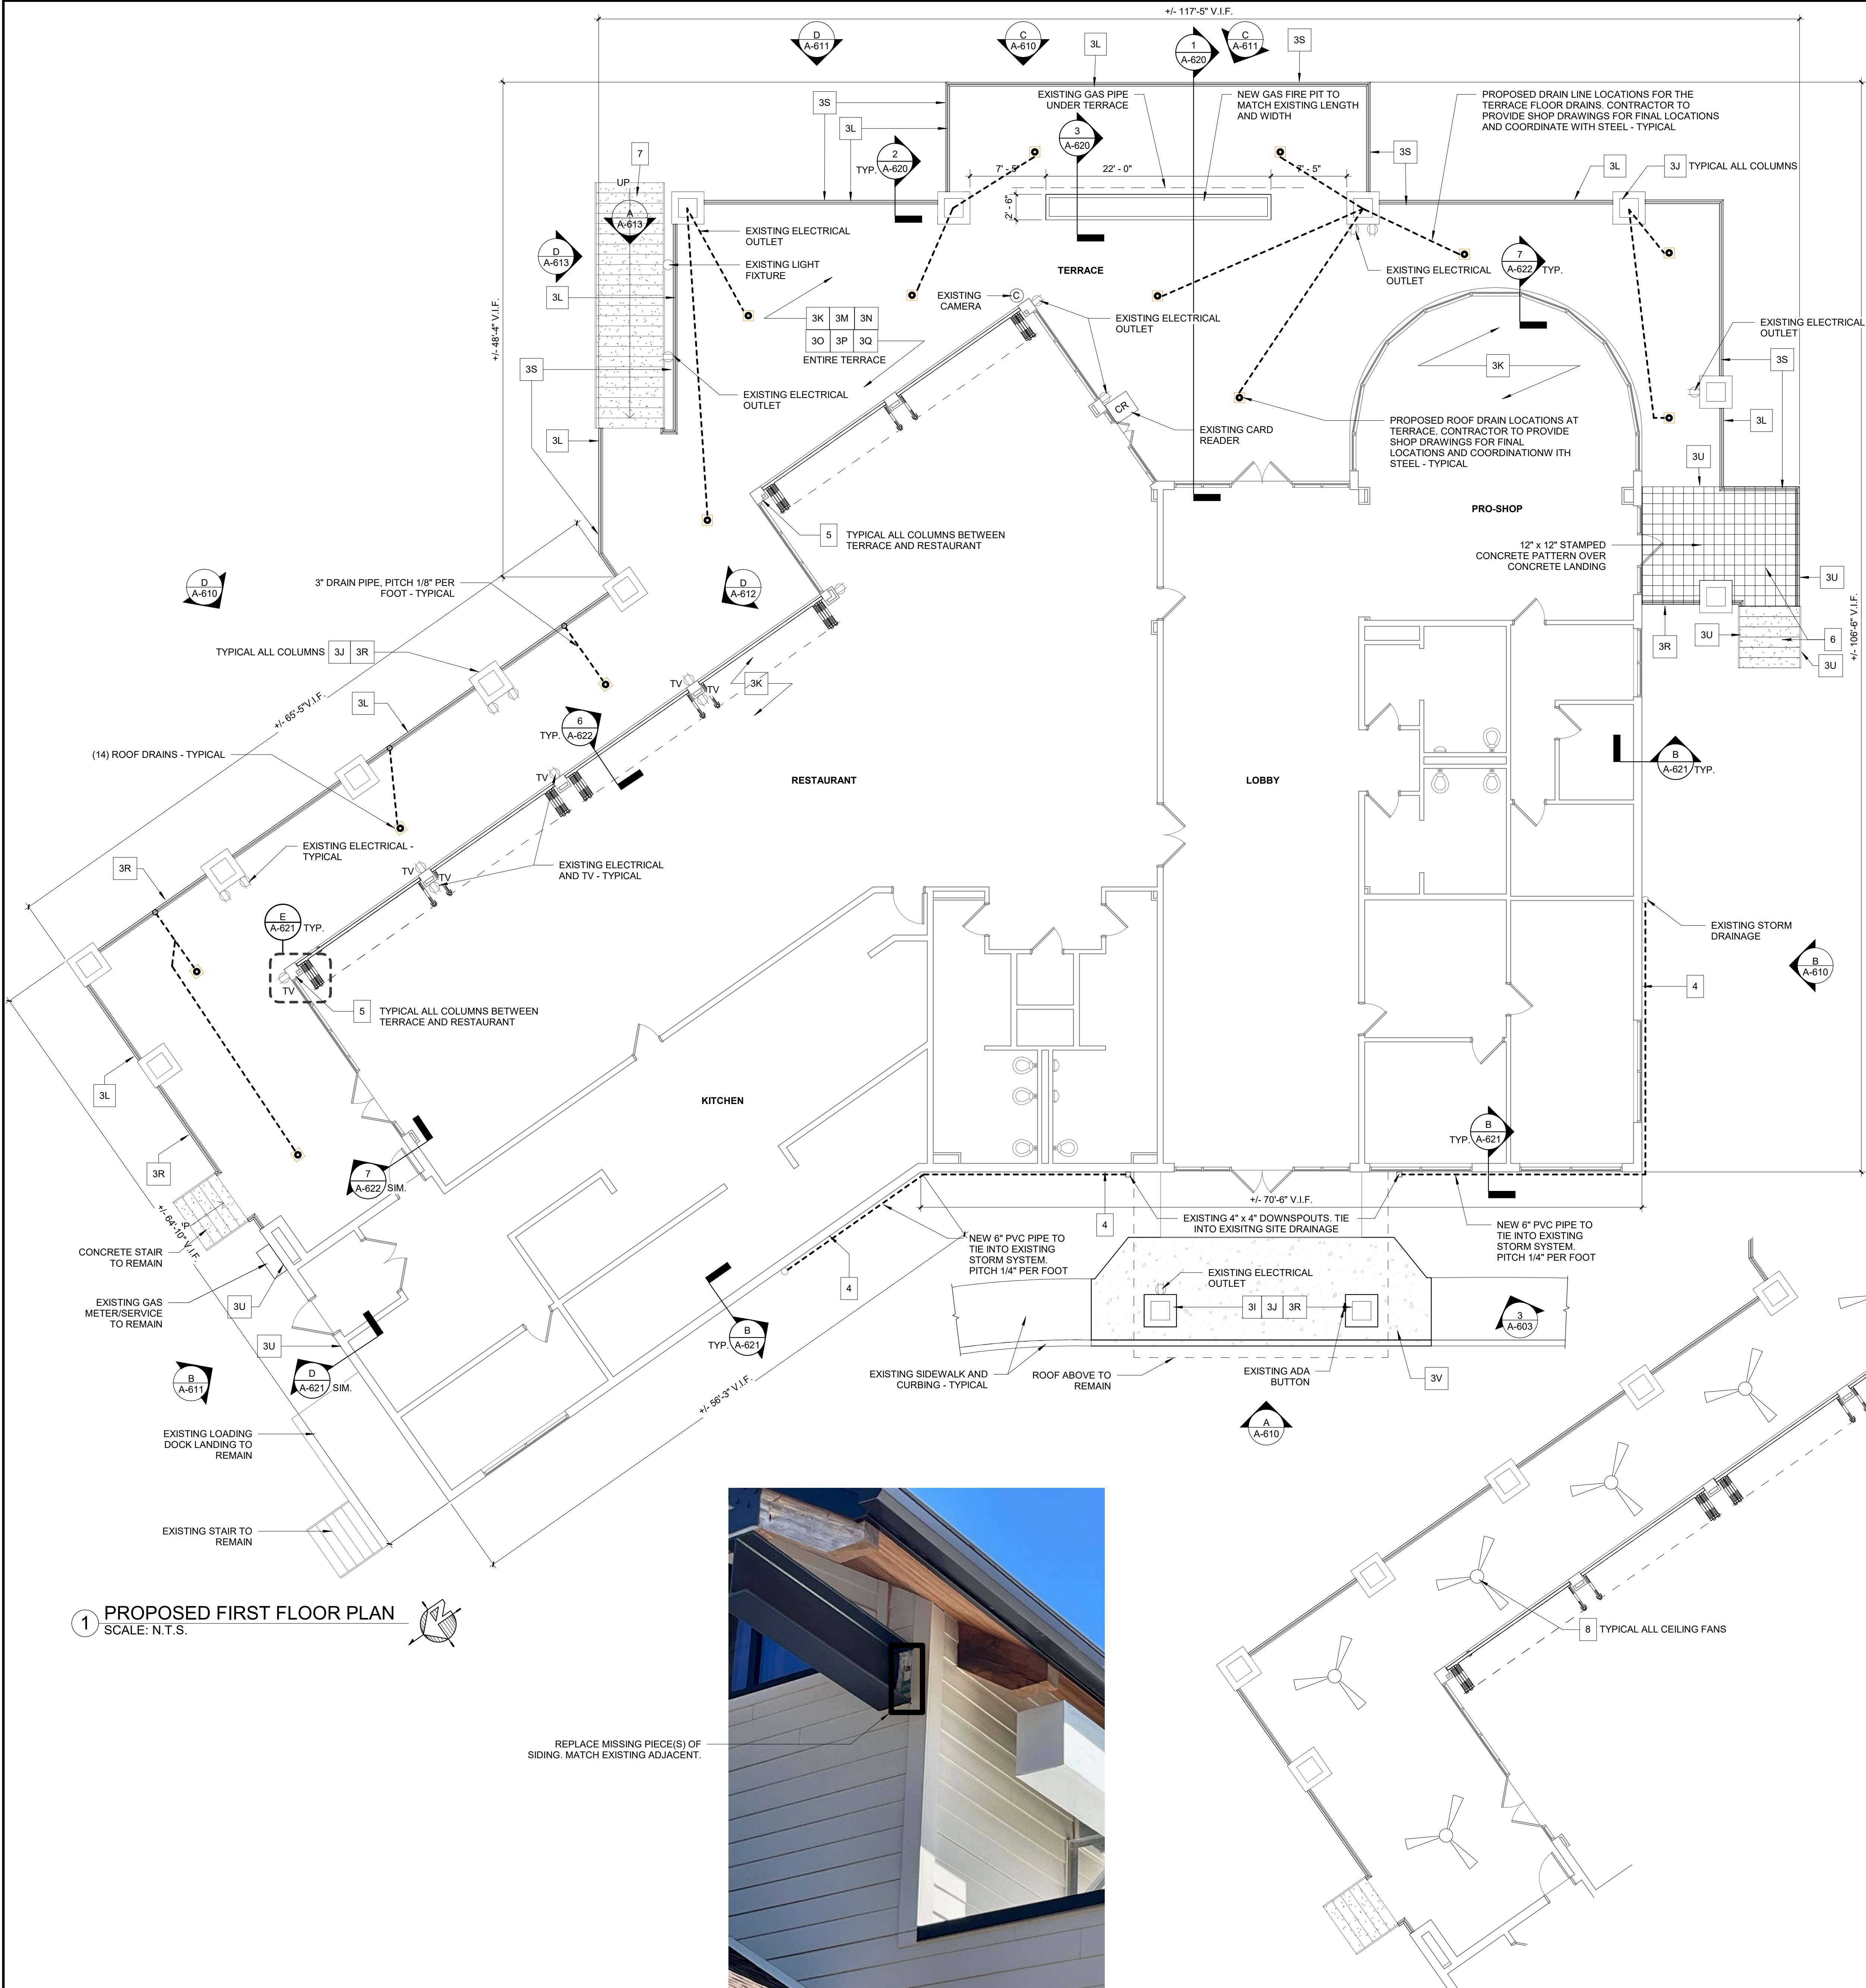 +/- 117'-5" V.I.F.
D
A-611
C
A-610
3L
1
A-620
C
A-611
3S
3S
3L
EXISTING GAS PIPE
UNDER TERRACE
NEW GAS FIRE PIT TO
MATCH EXISTING LENGTH
AND WIDTH
PROPOSED DRAIN LINE LOCATIONS FOR THE
TERRACE FLOOR DRAINS. CONTRACTOR TO
PROVIDE SHOP DRAWINGS FOR FINAL LOCATIONS
AND COORDINATE WITH STEEL - TYPICAL
3
A-620
2
A-620
TYP.
7
UP
A
A-613
7' - 5"
22' - 0"
7' - 5"
2' - 6"
3S
3L
3J TYPICAL ALL COLUMNS
EXISTING ELECTRICAL
OUTLET
D
A-613
EXISTING LIGHT
FIXTURE
TERRACE
EXISTING ELECTRICAL
OUTLET
7
A-622
TYP.
3L
EXISTING
CAMERA
C
+/- 48'-4" V.I.F.
3K 3M 3N
3O 3P 3Q
ENTIRE TERRACE
EXISTING ELECTRICAL
OUTLET
EXISTING ELECTRICAL
OUTLET
3S
3S
3K
EXISTING ELECTRICAL
OUTLET
CR
EXISTING CARD
READER
PROPOSED ROOF DRAIN LOCATIONS AT
TERRACE. CONTRACTOR TO PROVIDE
SHOP DRAWINGS FOR FINAL
LOCATIONS AND COORDINATIONW ITH
STEEL - TYPICAL
3L
3L
3U
PRO-SHOP
5 TYPICAL ALL COLUMNS BETWEEN
TERRACE AND RESTAURANT
12" x 12" STAMPED
CONCRETE PATTERN OVER
CONCRETE LANDING
3U
3R
3U
6
3U
+/- 106'-6" V.I.F.
D
A-610
D
A-612
3" DRAIN PIPE, PITCH 1/8" PER
FOOT - TYPICAL
TYPICAL ALL COLUMNS 3J 3R
TV
TV
3K
+/- 65'-5"V.I.F.
3L
6
A-622
TYP.
(14) ROOF DRAINS - TYPICAL
RESTAURANT
LOBBY
B
A-621
TYP.
TV
EXISTING ELECTRICAL -
TYPICAL
3R
EXISTING ELECTRICAL
AND TV - TYPICAL
TV
TV
E
A-621
TYP.
EXISTING STORM
DRAINAGE
B
A-610
4
TV
5 TYPICAL ALL COLUMNS BETWEEN
TERRACE AND RESTAURANT
3L
KITCHEN
B
A-621
TYP.
3R
7
A-622
SIM.
+/- 70'-6" V.I.F.
4
EXISTING 4" x 4" DOWNSPOUTS. TIE
INTO EXISITNG SITE DRAINAGE
NEW 6" PVC PIPE TO
TIE INTO EXISTING
STORM SYSTEM.
PITCH 1/4" PER FOOT
NEW 6" PVC PIPE TO
TIE INTO EXISTING
STORM SYSTEM.
PITCH 1/4" PER FOOT
+/- 64'-10" V.I.F
CONCRETE STAIR
TO REMAIN
4
EXISTING ELECTRICAL
OUTLET
EXISTING GAS
METER/SERVICE
TO REMAIN
3U
3I 3J 3R
3
A-603
3U
B
A-621
TYP.
EXISTING SIDEWALK AND
CURBING - TYPICAL
ROOF ABOVE TO
REMAIN
EXISTING ADA
BUTTON
3V
B
A-611
D
A-621
SIM.
+/- 56'-3" V.I.F.
A
A-610
EXISTING LOADING
DOCK LANDING TO
REMAIN
EXISTING STAIR TO
REMAIN
1 PROPOSED FIRST FLOOR PLAN
SCALE: N.T.S.
8 TYPICAL ALL CEILING FANS
REPLACE MISSING PIECE(S) OF
SIDING. MATCH EXISTING ADJACENT.